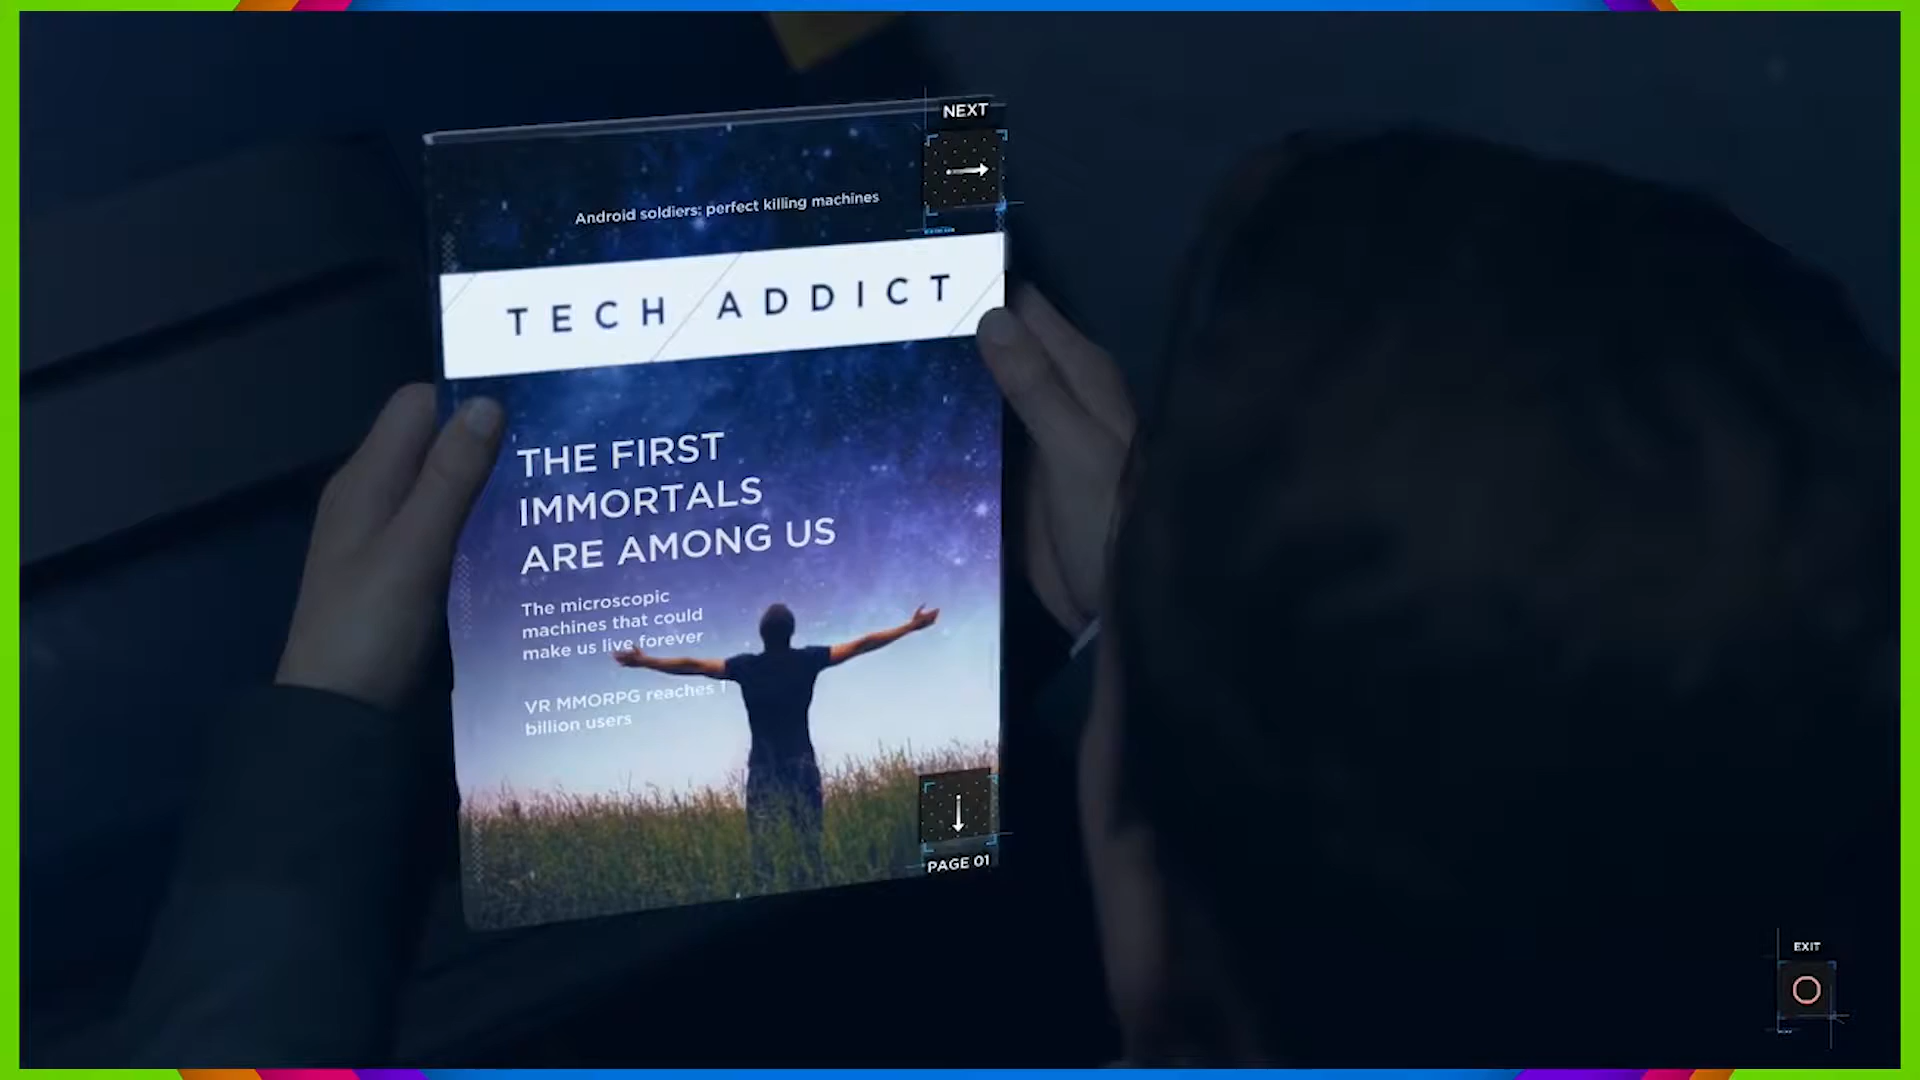 NEXT
Android soldiers: perfect killing machines
TECH ADDICT
THE FIRST
IMMORTALS
ARE AMONG US
The microscopic
machines that could
make us live forever
VR MMORPG reaches 1
billion users
PAGE 01
EXIT